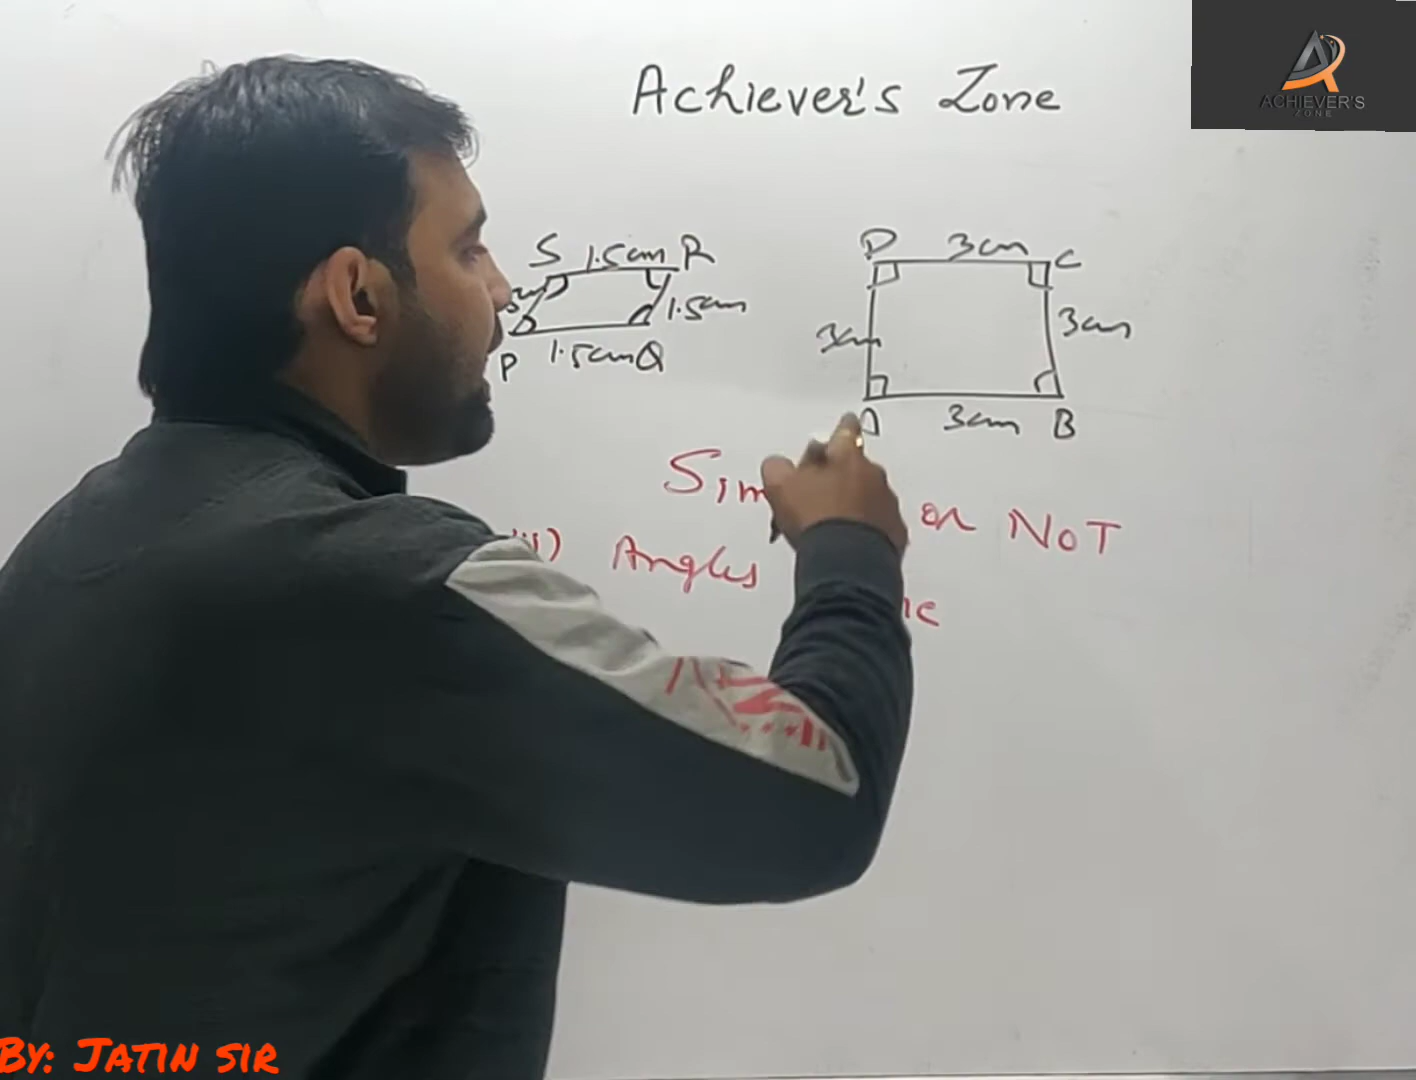 Achiever's Zone
ACHIEVER'S
ZONE
S 1.5cm R
1.5cm
P 1.5cm Q
D 3cm C
3cm
3cm
A 3cm B
or NOT
Angles
By: Jatin sir